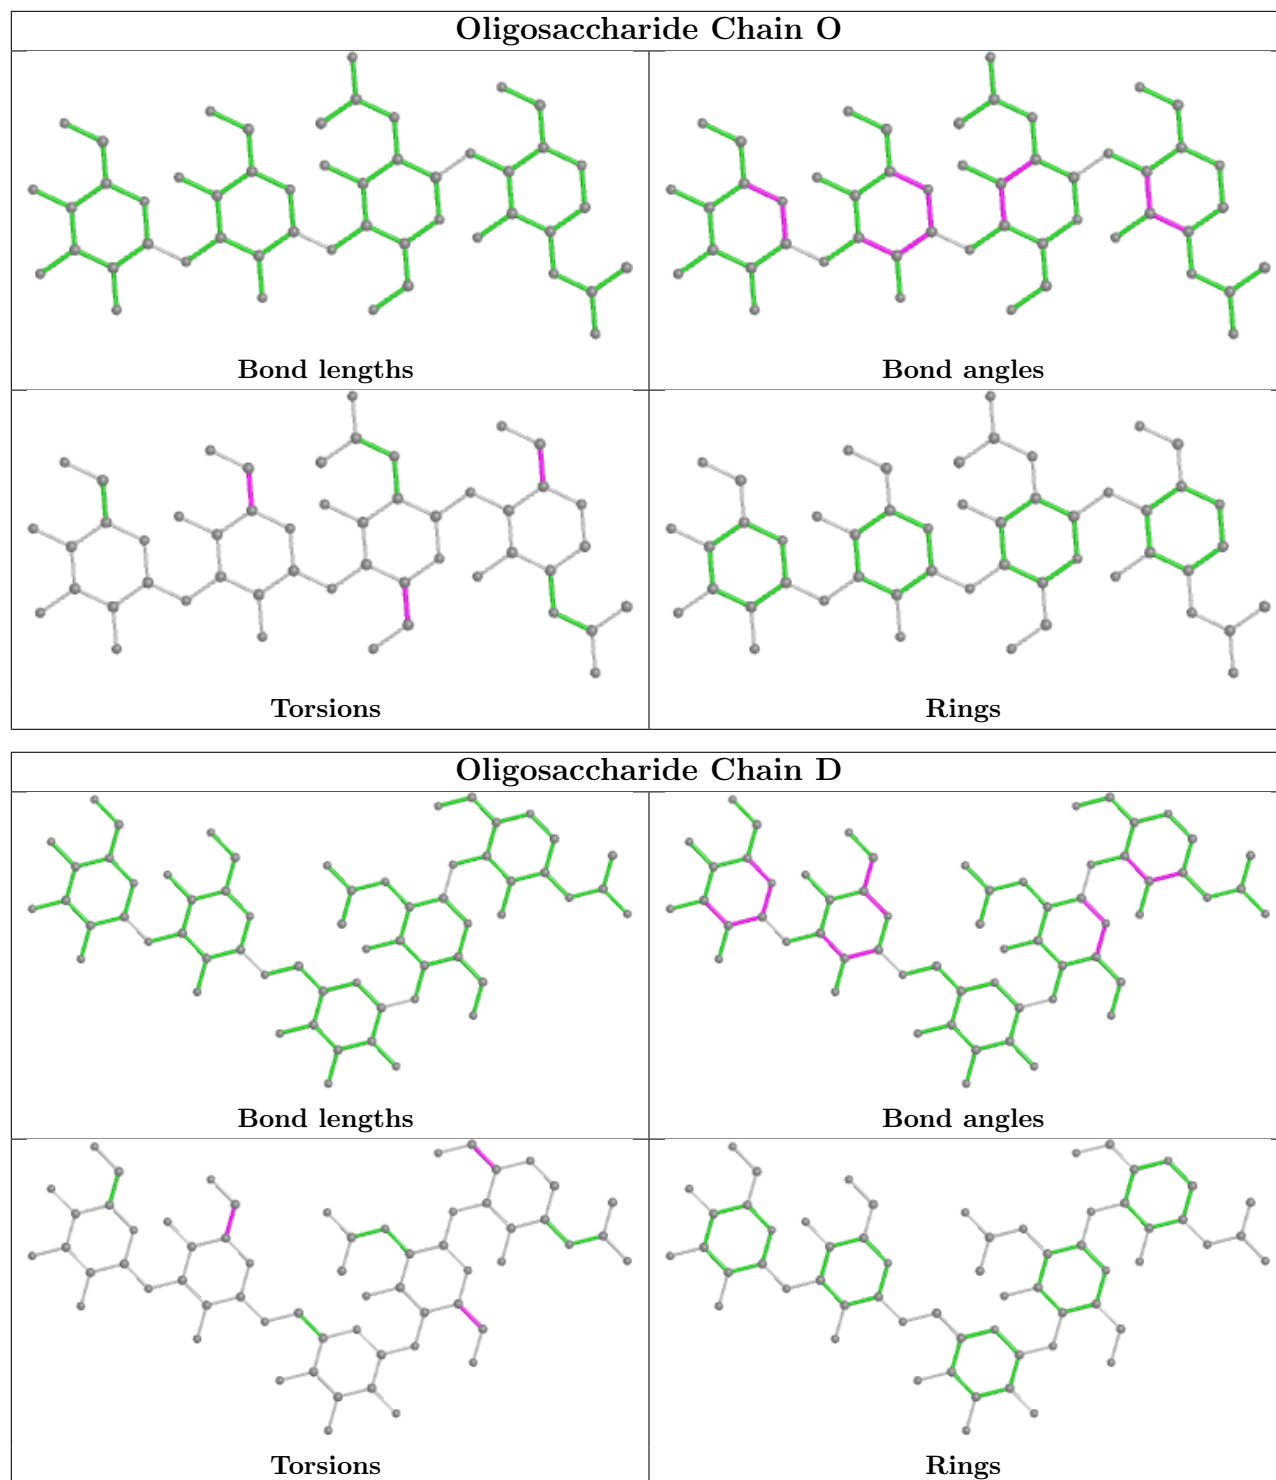 Oligosaccharide Chain O
Bond lengths
Bond angles
Torsions
Rings
Oligosaccharide Chain D
Bond lengths
Bond angles
Torsions
Rings